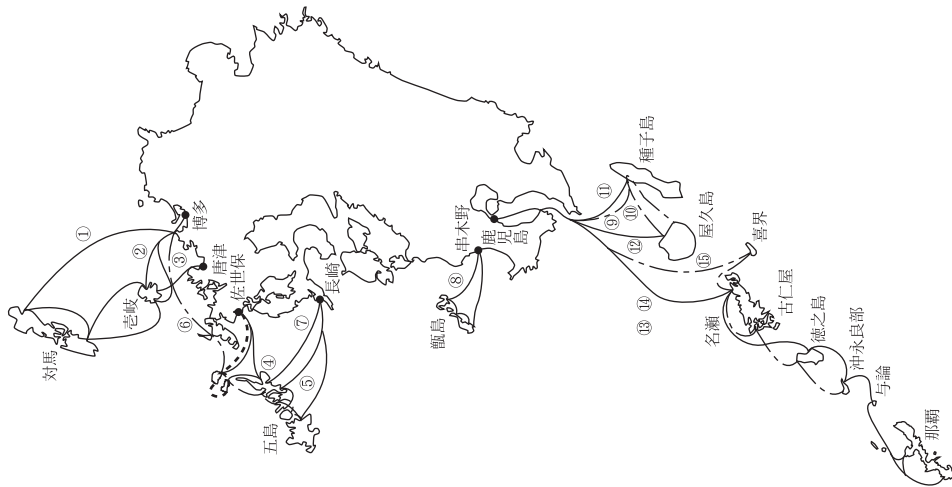 ①
②
③
④
⑤
⑥
⑦
⑧
⑨
⑩
⑪
⑫
⑬ ⑭
⑮
対馬
壱岐
博多
唐津
佐世保
長崎
五島
串木野
鹿児島
甑島
種子島
屋久島
喜界
名瀬
古仁屋
徳之島
沖永良部
与論
那覇